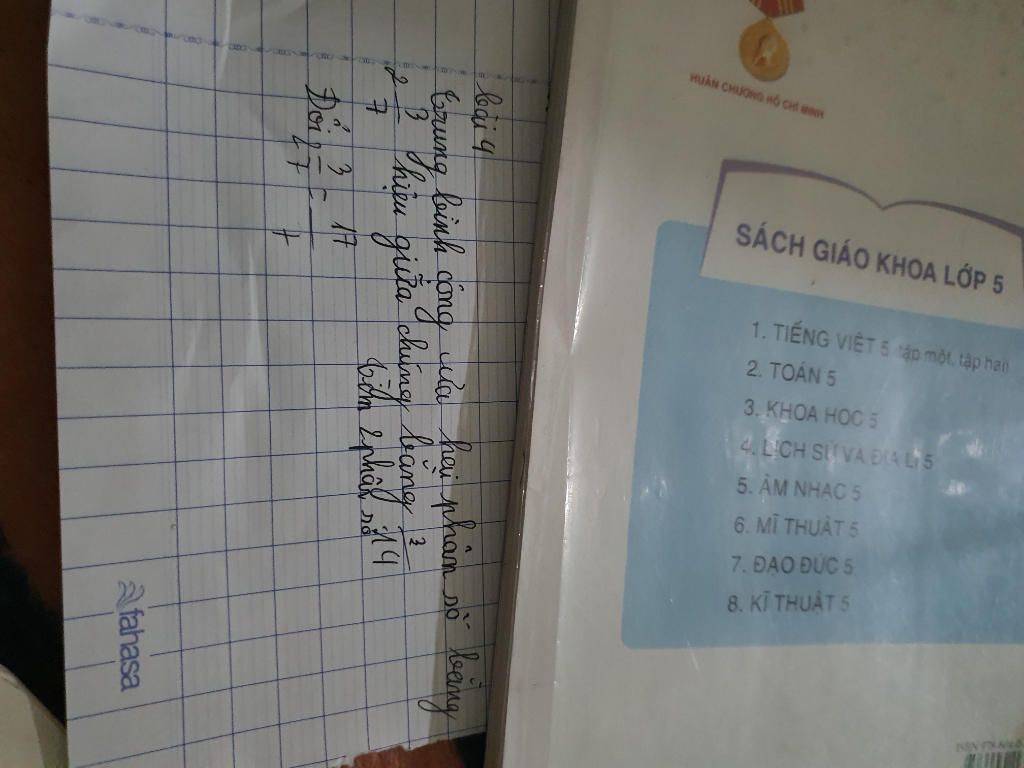 bài 4
trung bình cộng của hai phân số bằng
2 3/7 hiệu giữa chúng bằng 3/14
tìm 2 phân số
Đổi 2 3/7 = 17/7
fahasa
HUÂN CHƯƠNG HỒ CHÍ MINH
SÁCH GIÁO KHOA LỚP 5
1. TIẾNG VIỆT 5 tập một, tập hai
2. TOÁN 5
3. KHOA HỌC 5
4. LỊCH SỬ VÀ ĐỊA LÍ 5
5. ÂM NHẠC 5
6. MĨ THUẬT 5
7. ĐẠO ĐỨC 5
8. KĨ THUẬT 5